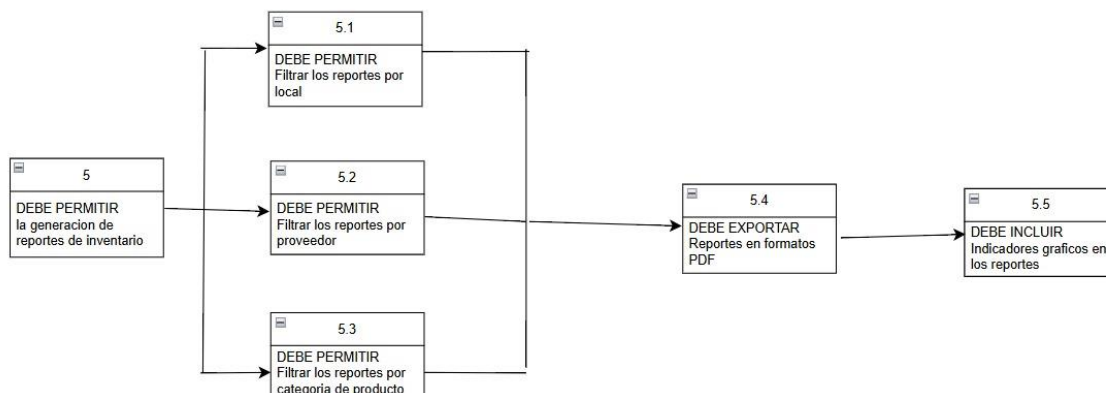 5.1
DEBE PERMITIR
Filtrar los reportes por
local
5
DEBE PERMITIR
la generacion de
reportes de inventario
5.2
DEBE PERMITIR
Filtrar los reportes por
proveedor
5.3
DEBE PERMITIR
Filtrar los reportes por
categoria de producto
5.4
DEBE EXPORTAR
Reportes en formatos
PDF
5.5
DEBE INCLUIR
Indicadores graficos en
los reportes